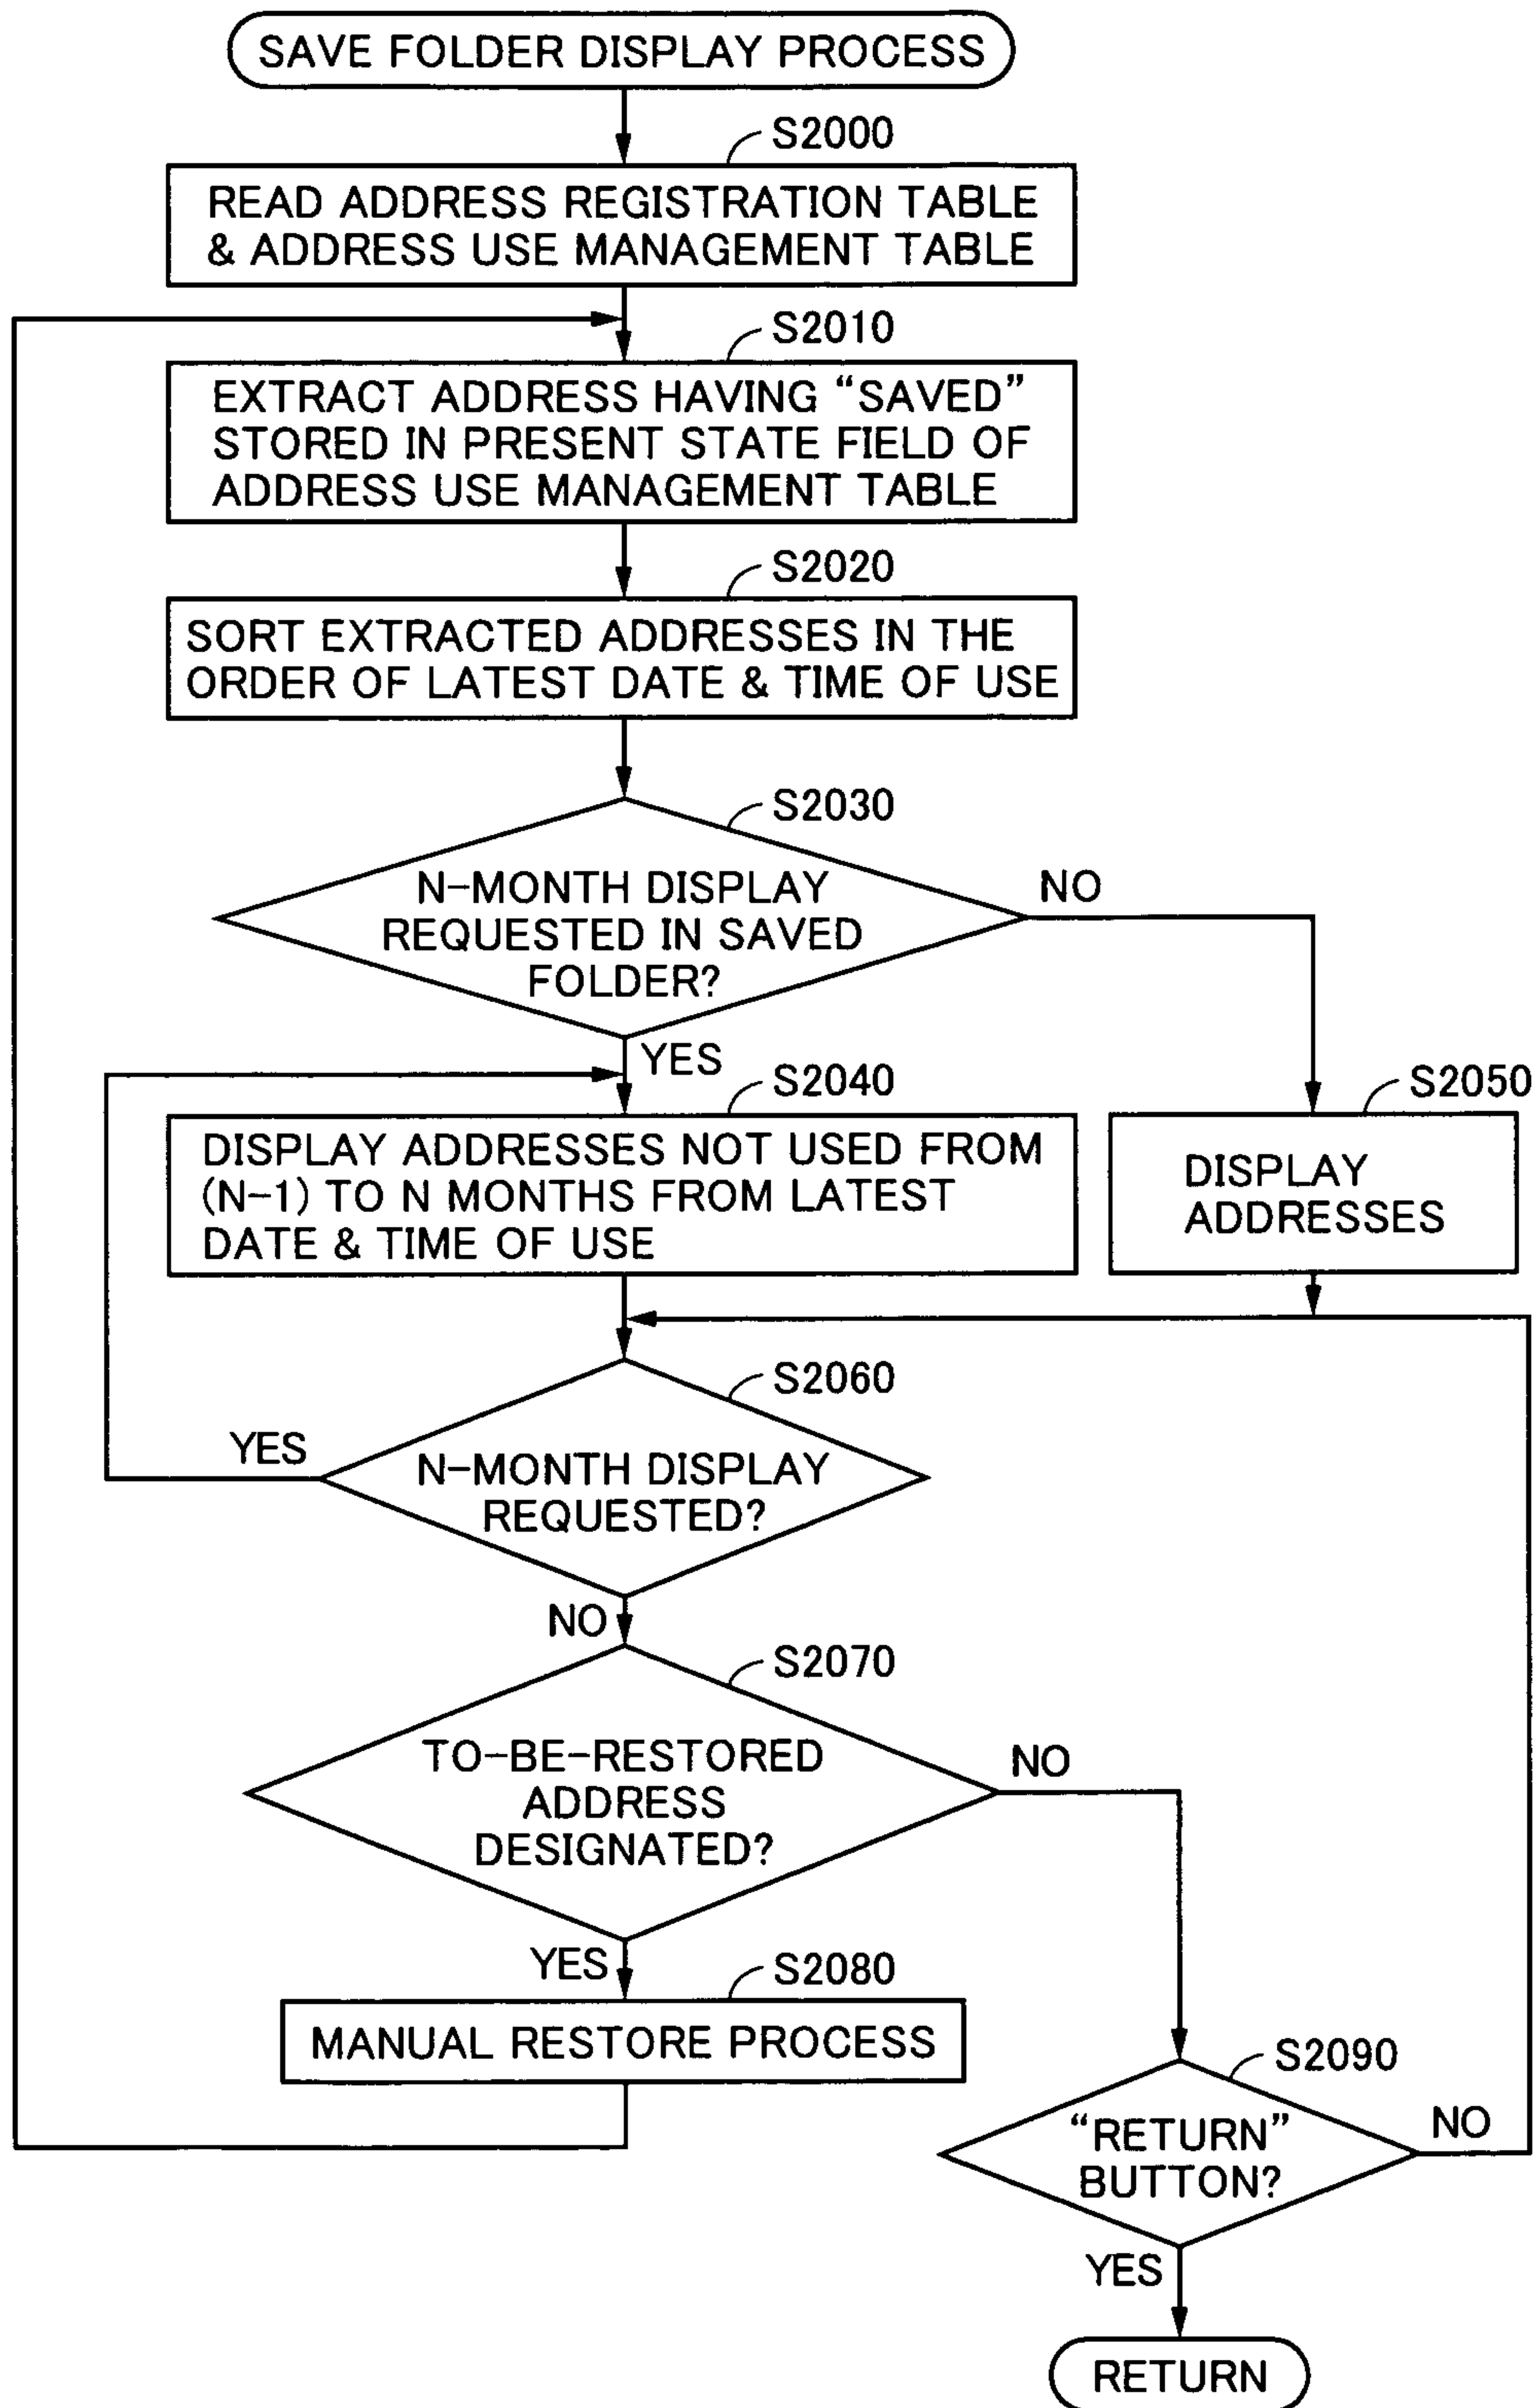 SAVE FOLDER DISPLAY PROCESS
S2000
READ ADDRESS REGISTRATION TABLE
& ADDRESS USE MANAGEMENT TABLE
S2010
EXTRACT ADDRESS HAVING “SAVED”
STORED IN PRESENT STATE FIELD OF
ADDRESS USE MANAGEMENT TABLE
S2020
SORT EXTRACTED ADDRESSES IN THE
ORDER OF LATEST DATE & TIME OF USE
S2030
N-MONTH DISPLAY
REQUESTED IN SAVED
FOLDER?
NO
YES
S2040
DISPLAY ADDRESSES NOT USED FROM
(N-1) TO N MONTHS FROM LATEST
DATE & TIME OF USE
S2050
DISPLAY
ADDRESSES
S2060
YES
N-MONTH DISPLAY
REQUESTED?
NO
S2070
TO-BE-RESTORED
ADDRESS
DESIGNATED?
NO
YES
S2080
MANUAL RESTORE PROCESS
S2090
“RETURN”
BUTTON?
NO
YES
RETURN